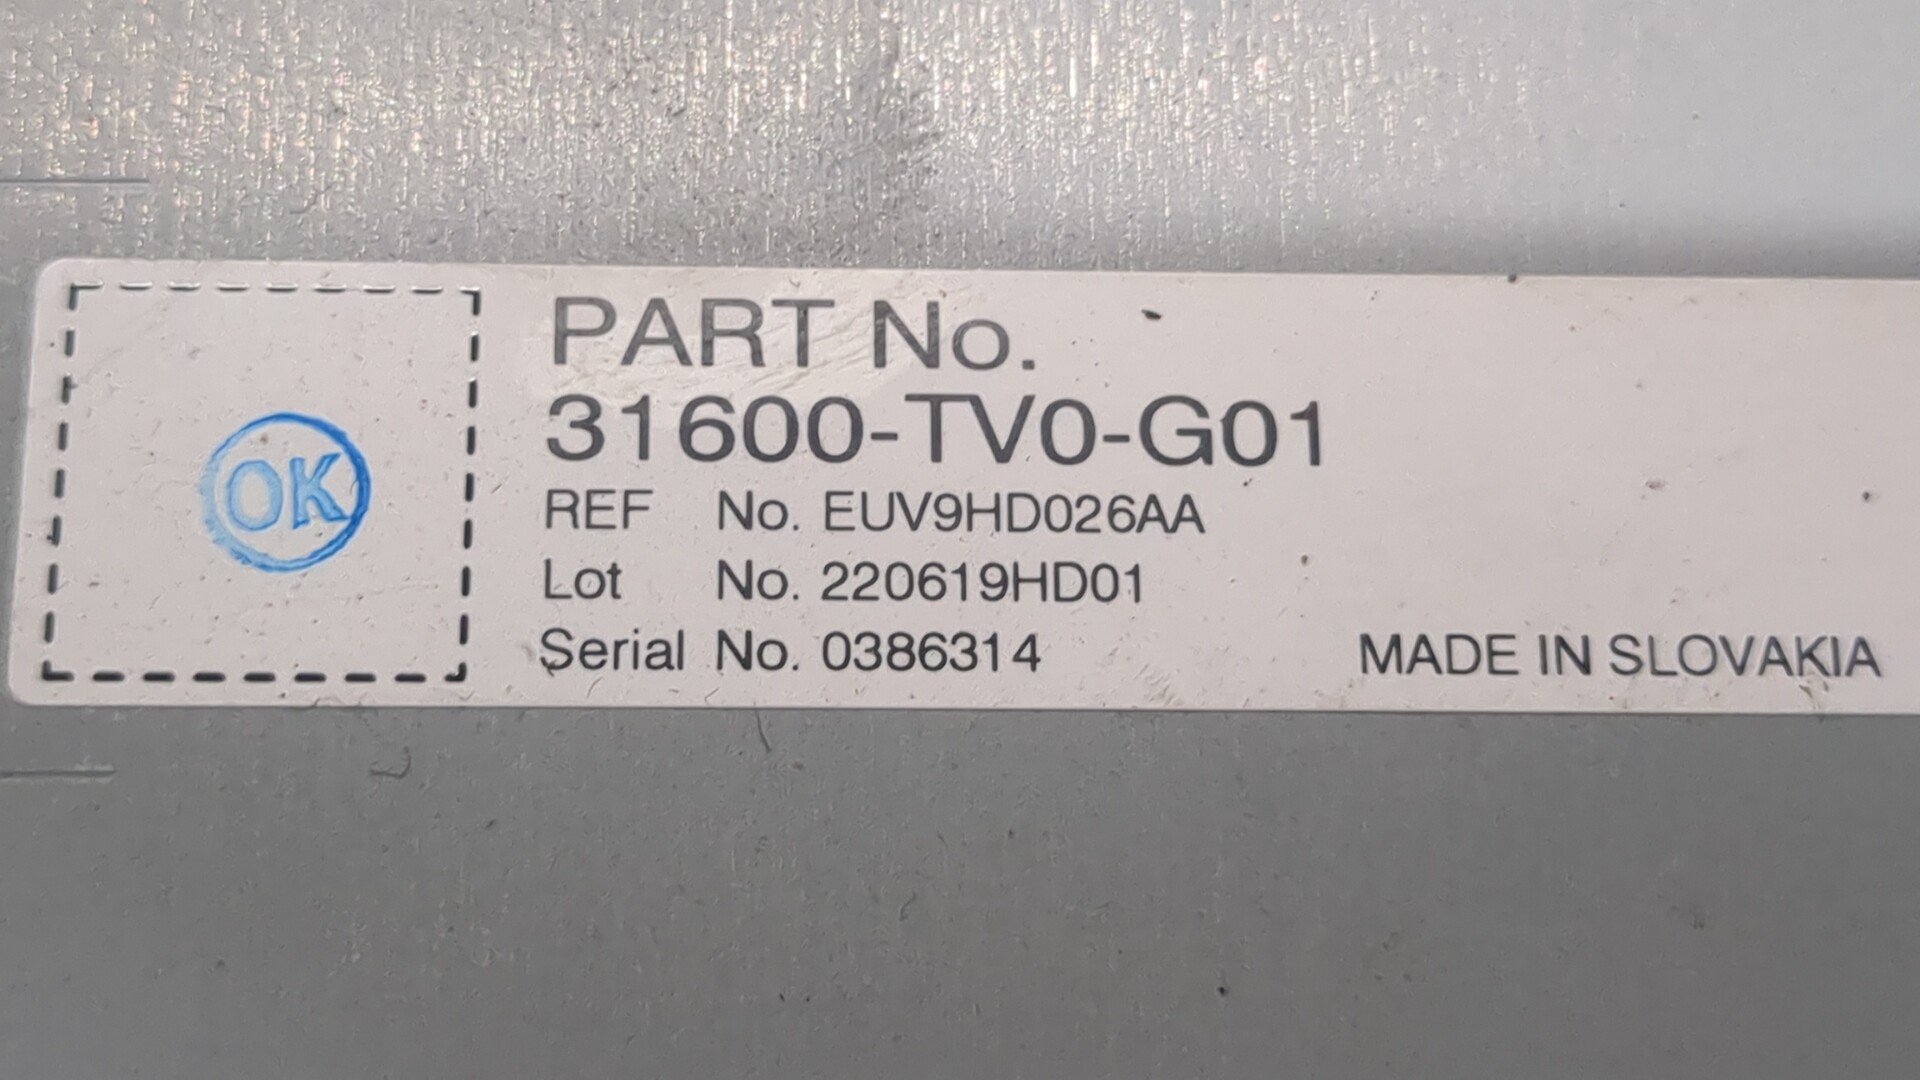 OK
PART No.
31600-TV0-G01
REF No. EUV9HD026AA
Lot No. 220619HD01
Serial No. 0386314
MADE IN SLOVAKIA